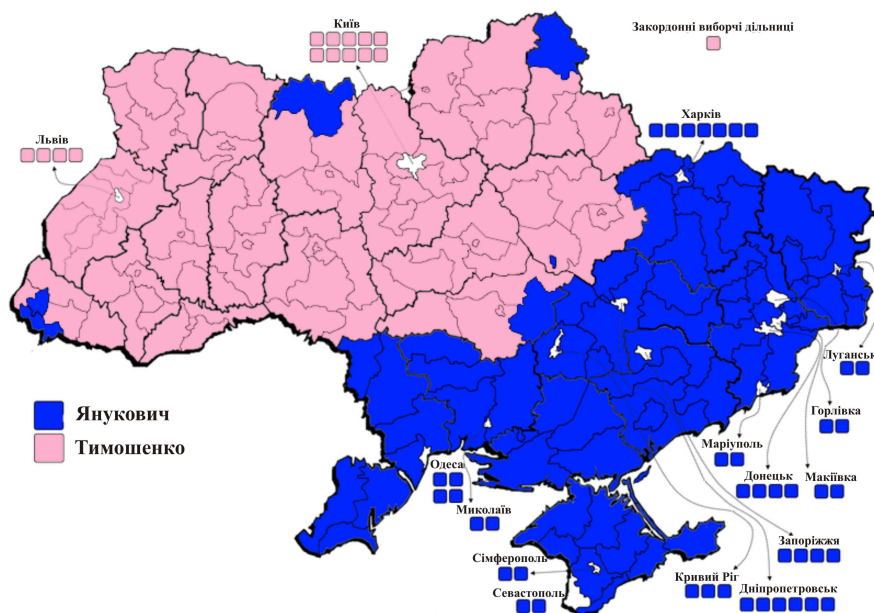 Київ
Закордонні виборчі дільниці
Харків
Львів
Луганськ
Янукович
Горлівка
Тимошенко
Маріуполь
Одеса
Донецьк
Макіївка
Миколаїв
Запоріжжя
Сімферополь
Кривий Ріг
Дніпропетровськ
Севастополь